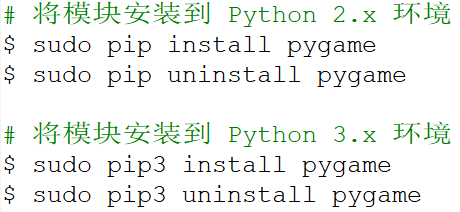 # 将模块安装到 Python 2.x 环境
$ sudo pip install pygame
$ sudo pip uninstall pygame
# 将模块安装到 Python 3.x 环境
$ sudo pip3 install pygame
$ sudo pip3 uninstall pygame